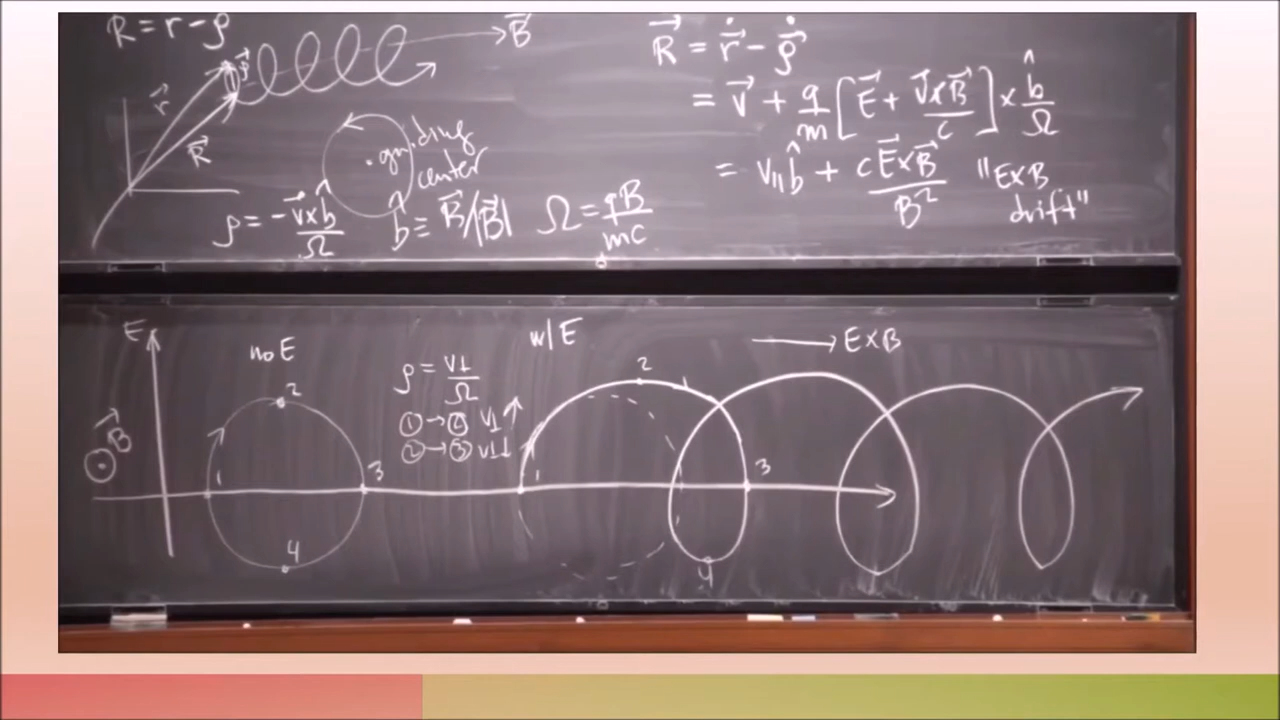 R = r - ρ
B⃗
ρ⃗
r⃗
R⃗
guiding
center
ρ = -v⃗×b̂/Ω
b̂ ≡ B⃗/|B⃗|
Ω = qB/mc
R⃗̇ = r⃗̇ - ρ⃗̇
= v⃗ + q/m [E⃗ + v⃗×B⃗/c] × b̂/Ω
= v∥b̂ + cE⃗×B⃗/B² "E×B
drift"
E
B⃗
no E
1
2
3
4
ρ = v⊥/Ω
① → ② v⊥↑
② → ③ v⊥↓
w/E
→ E×B
1
2
3
4